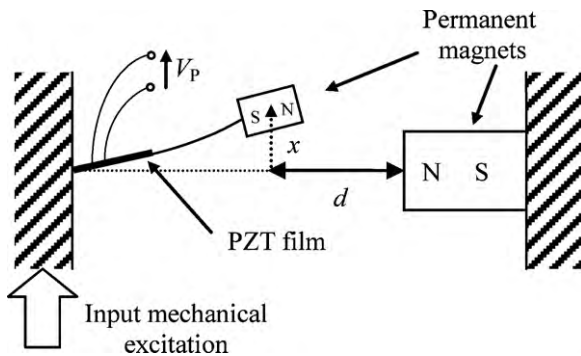 Permanent
magnets
V_P
S N
x
N S
d
PZT film
Input mechanical
excitation